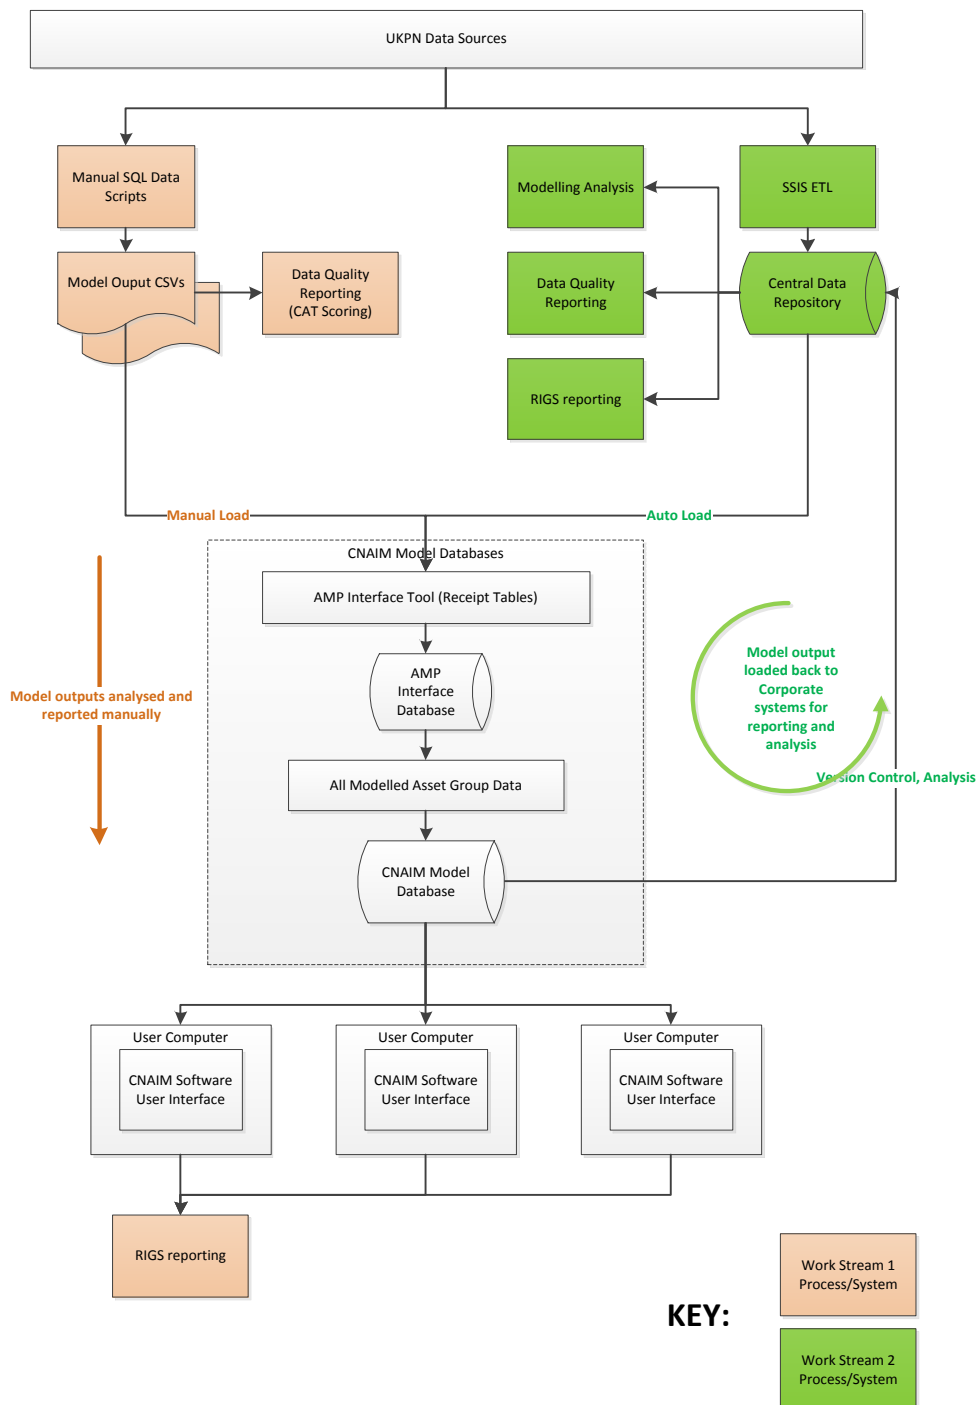 UKPN Data Sources
Manual SQL Data
Scripts
Modelling Analysis
SSIS ETL
Model Ouput CSVs
Data Quality
Reporting
(CAT Scoring)
Data Quality
Reporting
Central Data
Repository
RIGS reporting
Manual Load
Auto Load
CNAIM Model Databases
AMP Interface Tool (Receipt Tables)
AMP
Interface
Database
Model outputs analysed and
reported manually
Model output
loaded back to
Corporate
systems for
reporting and
analysis
Version Control, Analysis
All Modelled Asset Group Data
CNAIM Model
Database
User Computer
CNAIM Software
User Interface
User Computer
CNAIM Software
User Interface
User Computer
CNAIM Software
User Interface
RIGS reporting
KEY:
Work Stream 1
Process/System
Work Stream 2
Process/System